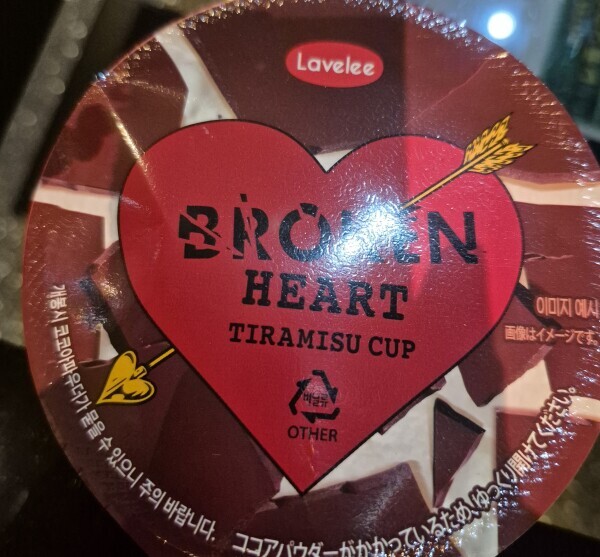 Lavelee
BROKEN
HEART
TIRAMISU CUP
비닐류
OTHER
이미지 예시
画像はイメージです。
개봉시 코코아파우더가 묻을 수 있으니 주의 바랍니다.
ココアパウダーがかかっているため、ゆっくり開けてください。